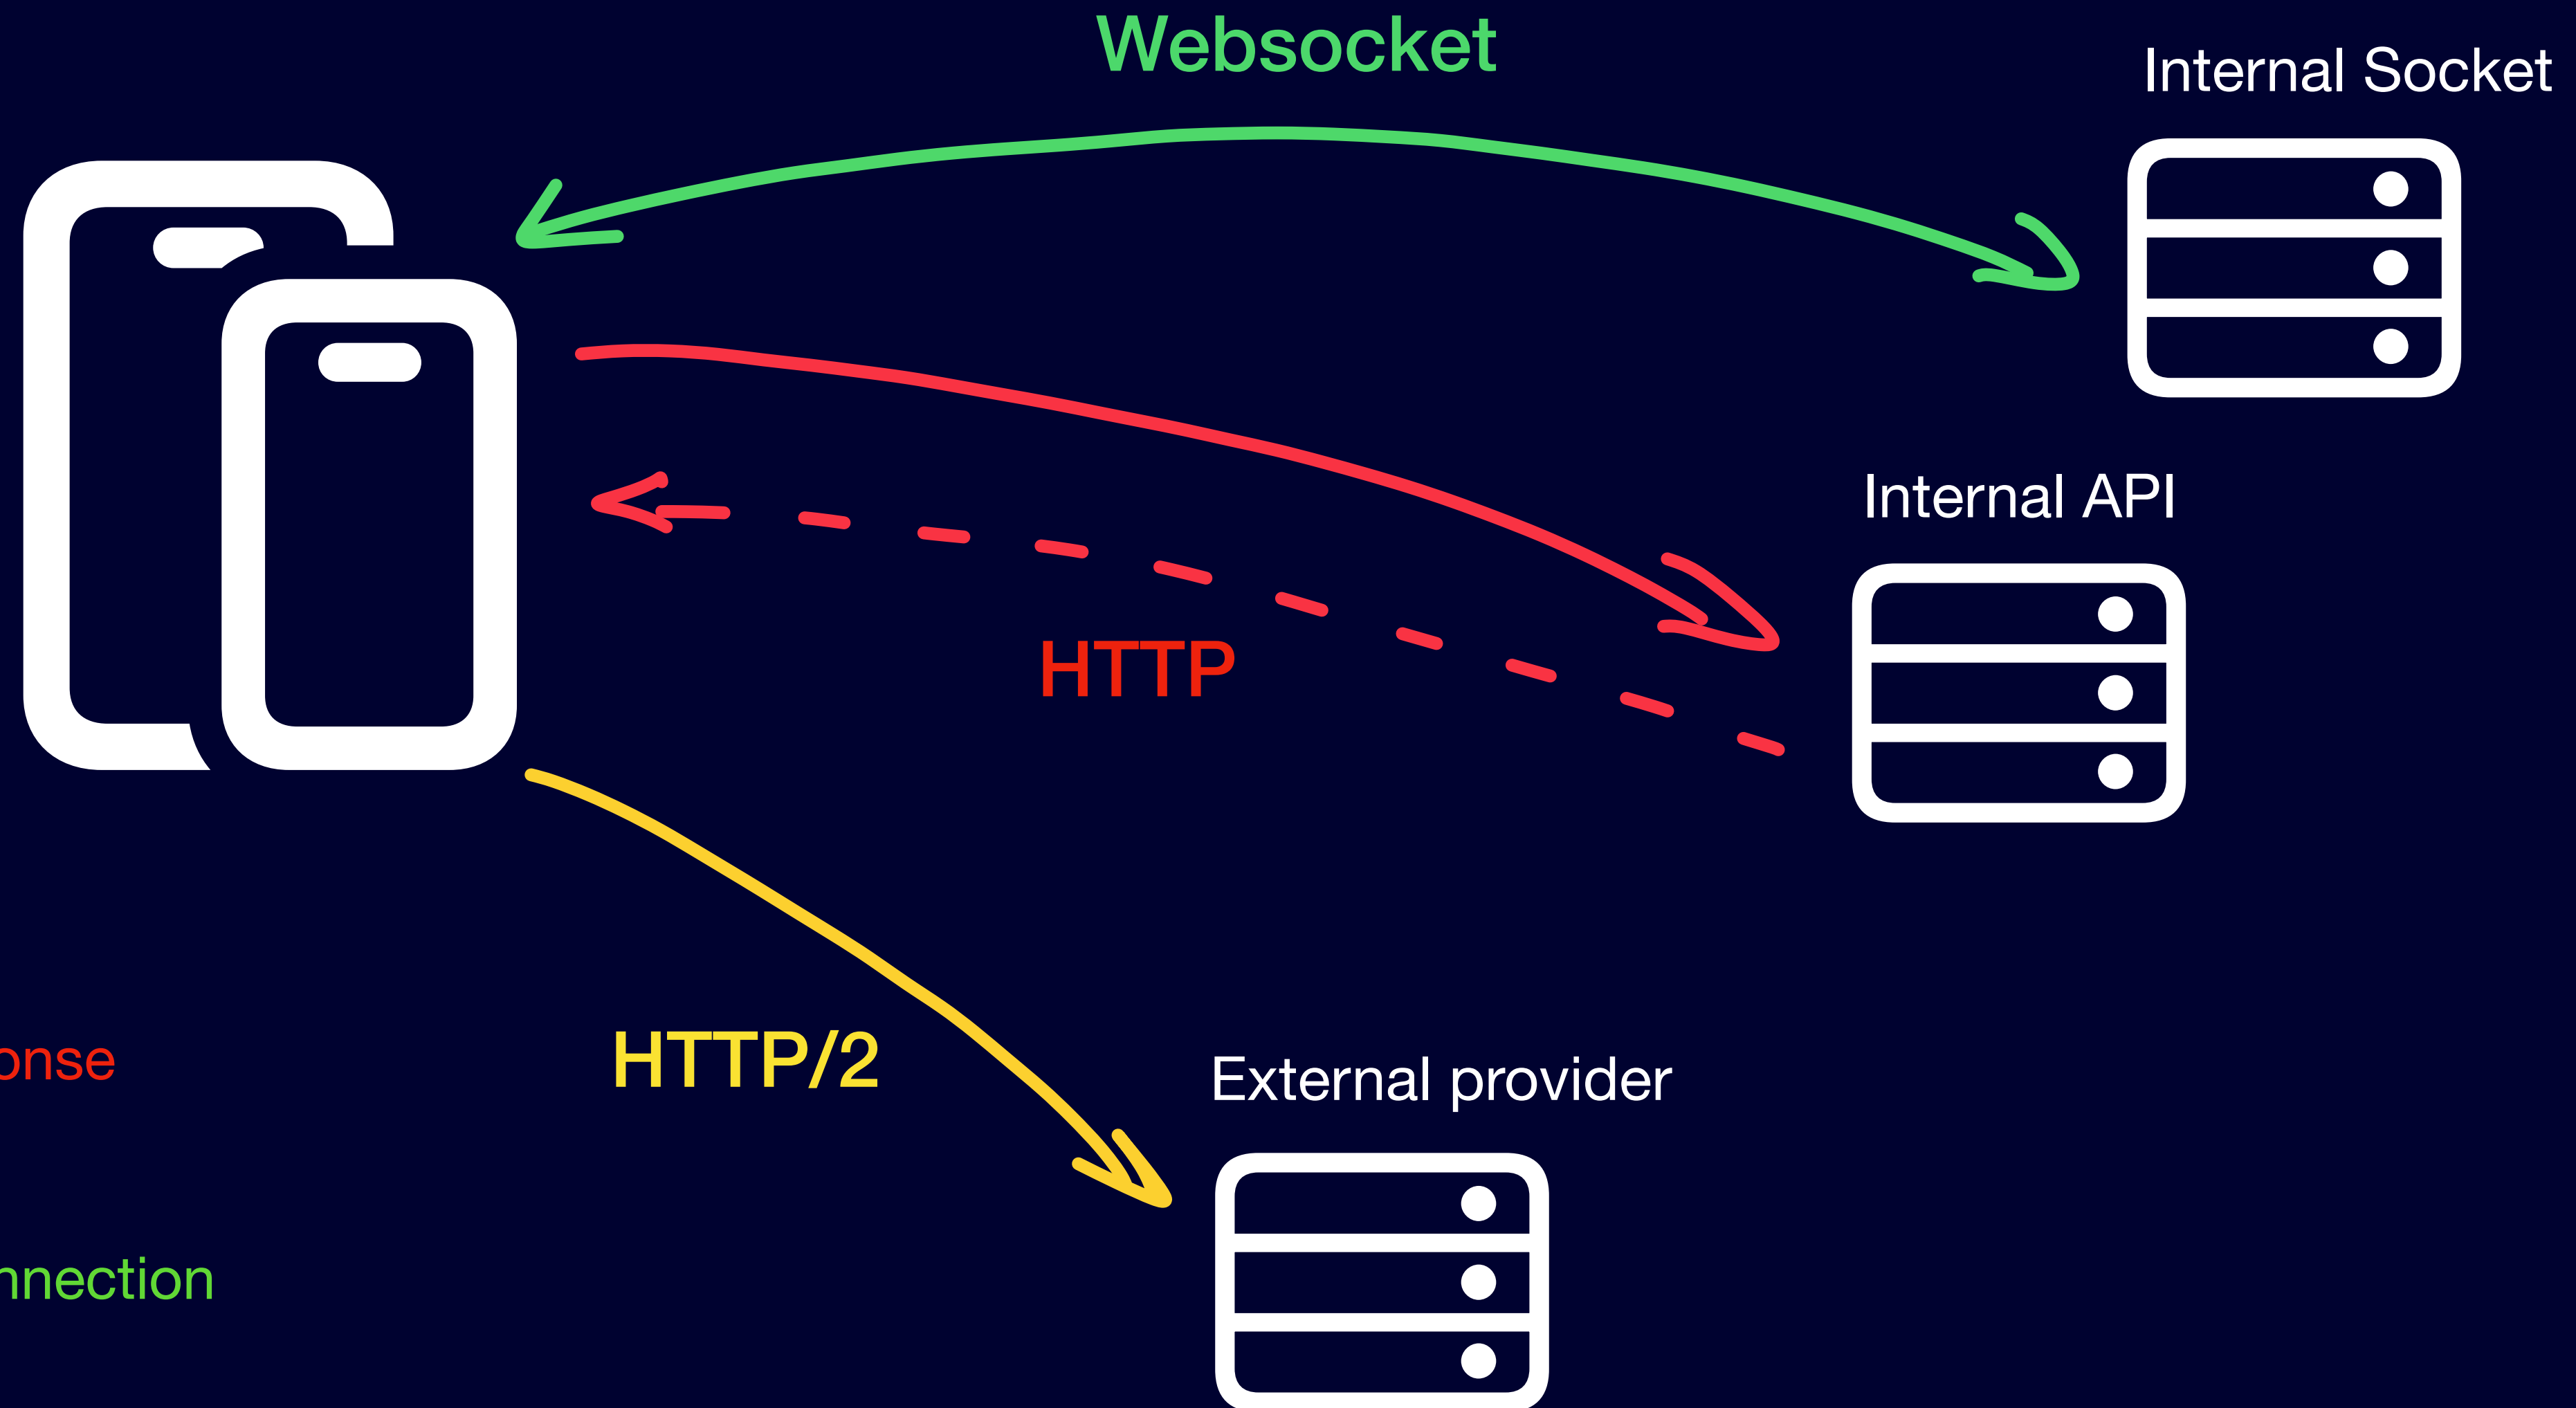 Websocket
Internal Socket
Internal API
HTTP
HTTP/2
External provider
onse
nnection